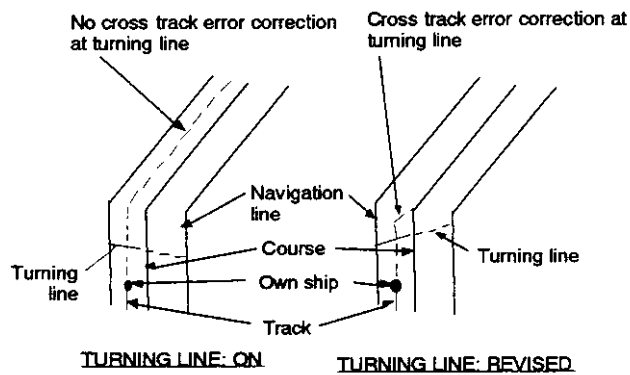 No cross track error correction
at turning line
Cross track error correction at
turning line
Navigation
line
Course
Turning
line
Turning line
Own ship
Track
TURNING LINE: ON
TURNING LINE: REVISED